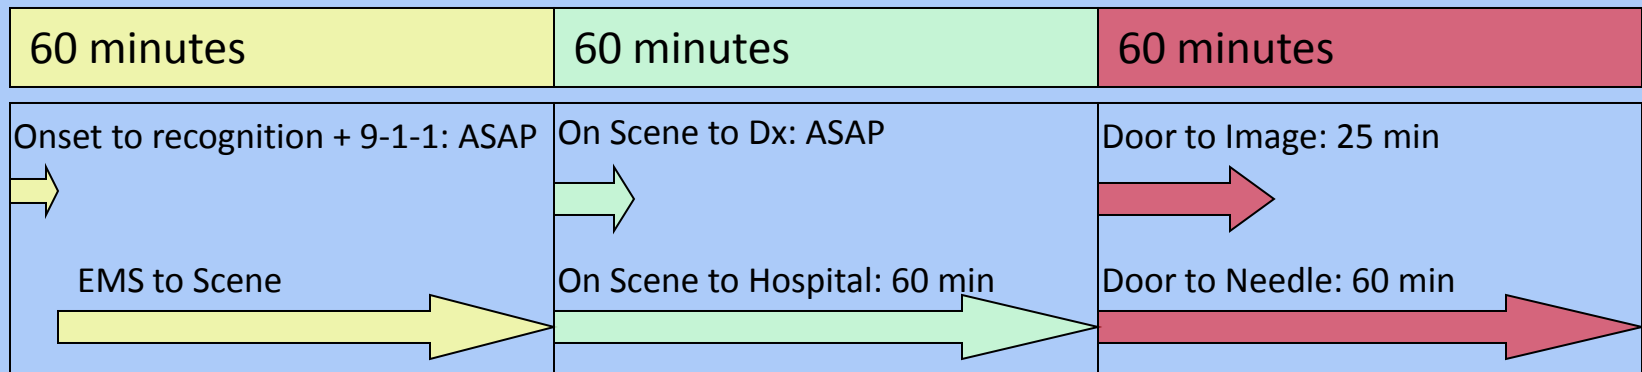 60 minutes
60 minutes
60 minutes
Onset to recognition + 9-1-1: ASAP
On Scene to Dx: ASAP
Door to Image: 25 min
EMS to Scene
On Scene to Hospital: 60 min
Door to Needle: 60 min